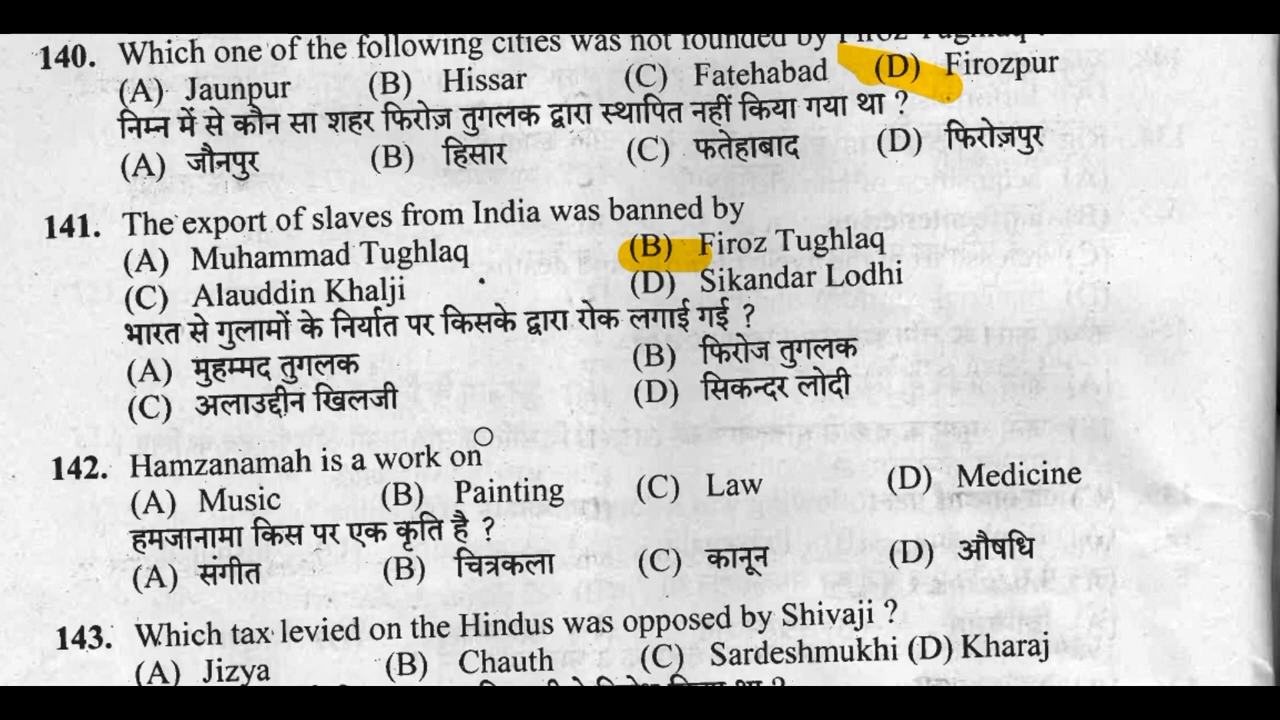 140. Which one of the following cities was not founded by Firoz Tughlaq ?
(A) Jaunpur (B) Hissar (C) Fatehabad (D) Firozpur
निम्न में से कौन सा शहर फिरोज़ तुगलक द्वारा स्थापित नहीं किया गया था ?
(A) जौनपुर (B) हिसार (C) फतेहाबाद (D) फिरोज़पुर
141. The export of slaves from India was banned by
(A) Muhammad Tughlaq (B) Firoz Tughlaq
(C) Alauddin Khalji (D) Sikandar Lodhi
भारत से गुलामों के निर्यात पर किसके द्वारा रोक लगाई गई ?
(A) मुहम्मद तुगलक (B) फिरोज तुगलक
(C) अलाउद्दीन खिलजी (D) सिकन्दर लोदी
142. Hamzanamah is a work on
(A) Music (B) Painting (C) Law (D) Medicine
हमजानामा किस पर एक कृति है ?
(A) संगीत (B) चित्रकला (C) कानून (D) औषधि
143. Which tax levied on the Hindus was opposed by Shivaji ?
(A) Jizya (B) Chauth (C) Sardeshmukhi (D) Kharaj